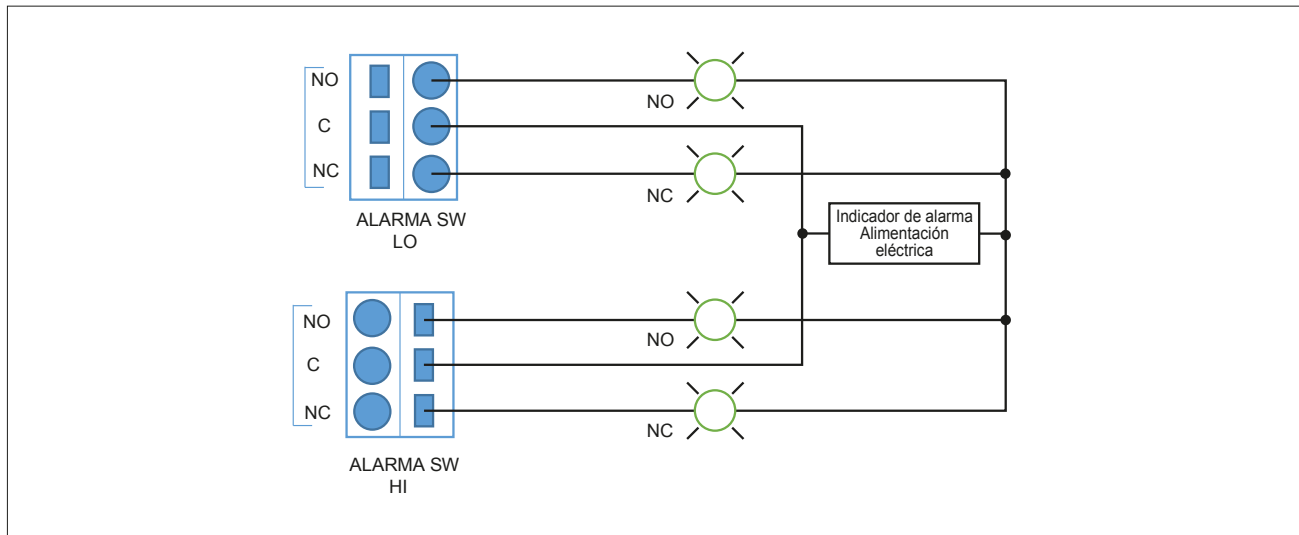 NO
NO
C
NC
NC
ALARMA SW
LO
Indicador de alarma
Alimentación
eléctrica
NO
NO
C
NC
NC
ALARMA SW
HI